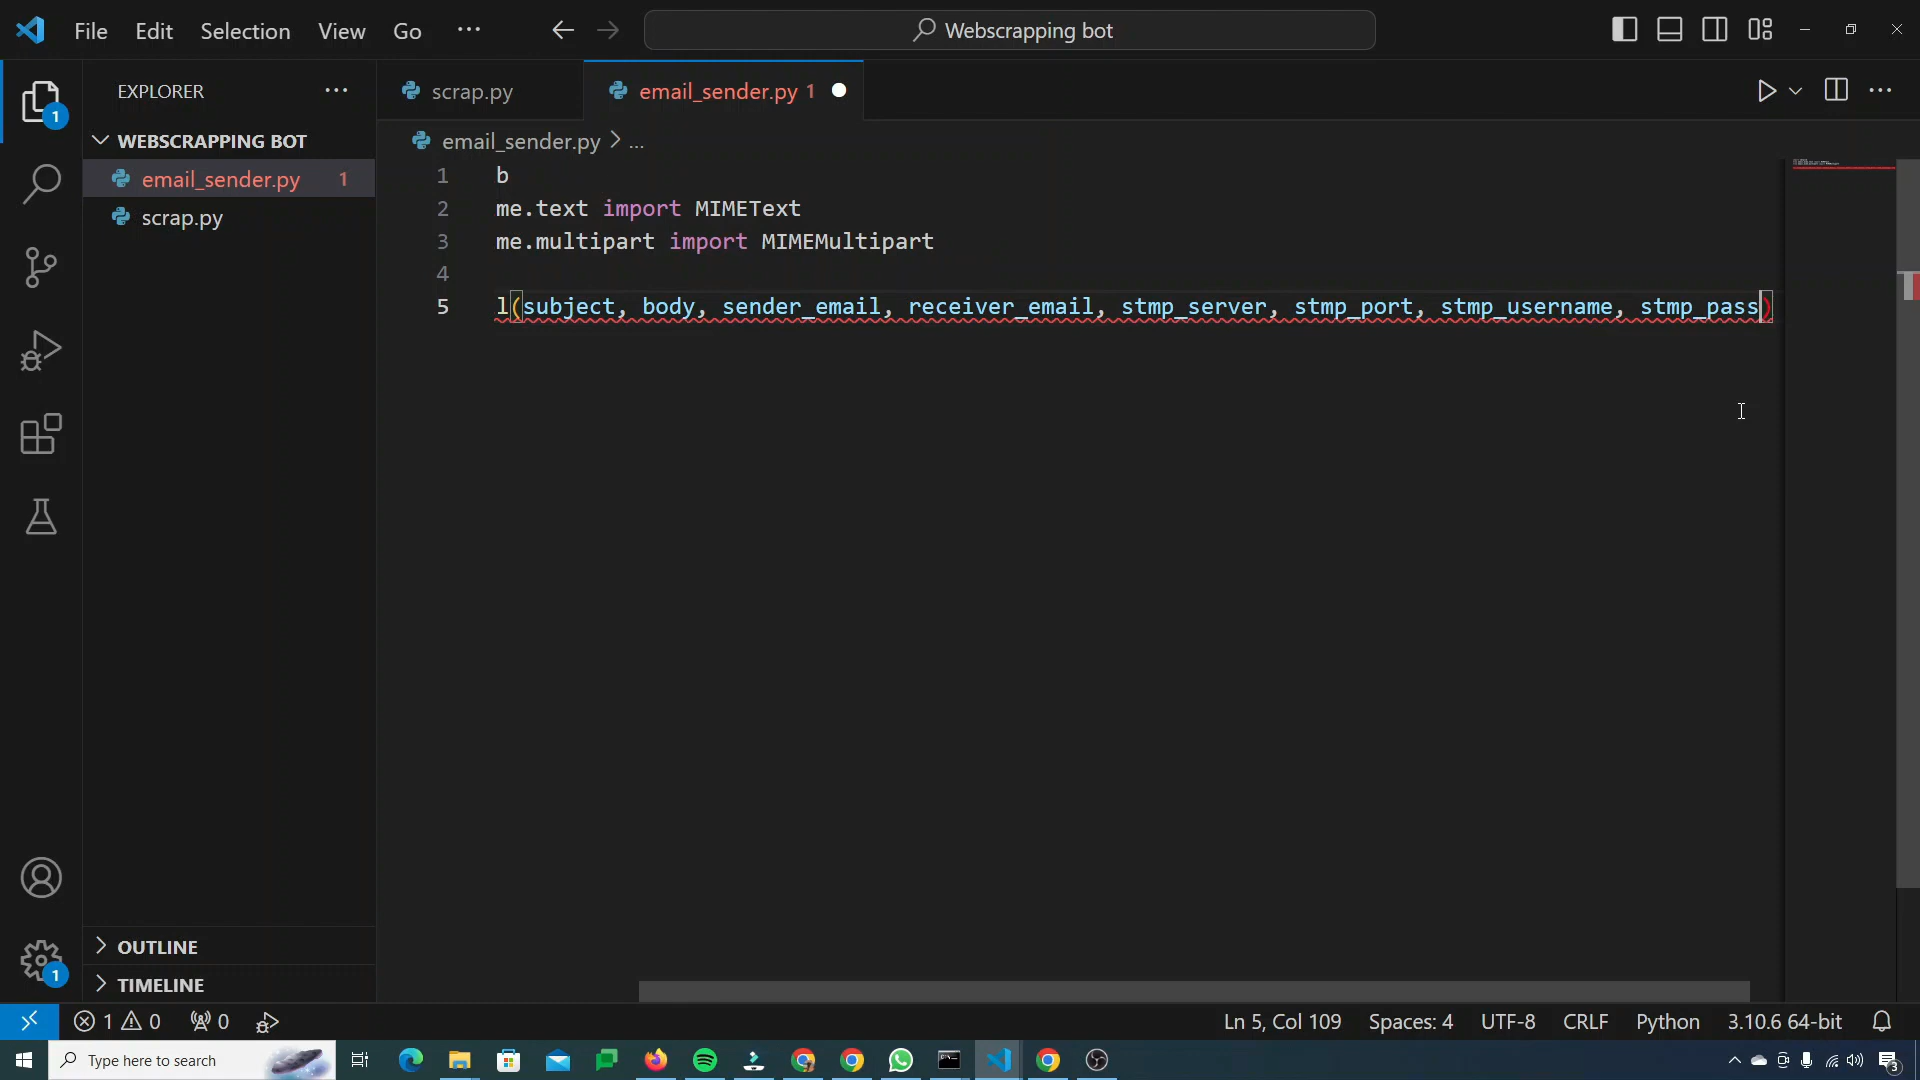 File Edit Selection View Go ··· Webscrapping bot
EXPLORER ···
scrap.py
email_sender.py 1
1
WEBSCRAPPING BOT
email_sender.py > ...
email_sender.py 1
scrap.py
1 b
2 me.text import MIMEText
3 me.multipart import MIMEMultipart
4
5 l(subject, body, sender_email, receiver_email, stmp_server, stmp_port, stmp_username, stmp_pass)
OUTLINE
1
TIMELINE
1 0 0 Ln 5, Col 109 Spaces: 4 UTF-8 CRLF Python 3.10.6 64-bit
Type here to search
3